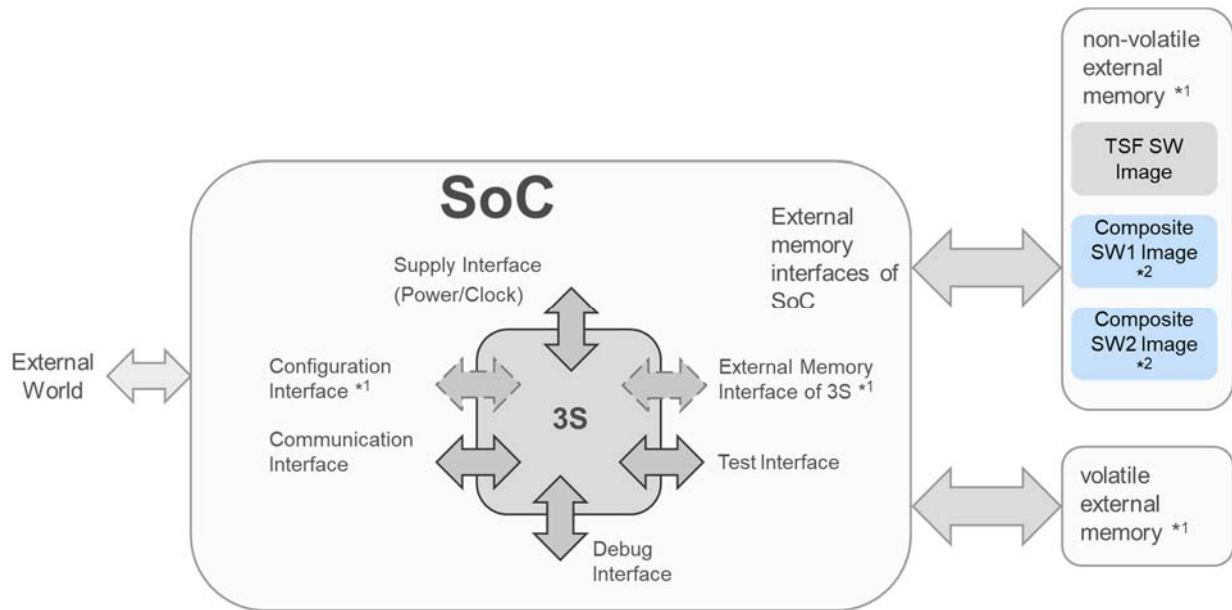 non-volatile
external
memory *1
TSF SW
Image
Composite
SW1 Image
*2
Composite
SW2 Image
*2
SoC
External
memory
interfaces of
SoC
Supply Interface
(Power/Clock)
External
World
Configuration
Interface *1
External Memory
Interface of 3S *1
3S
Communication
Interface
Test Interface
Debug
Interface
volatile
external
memory *1